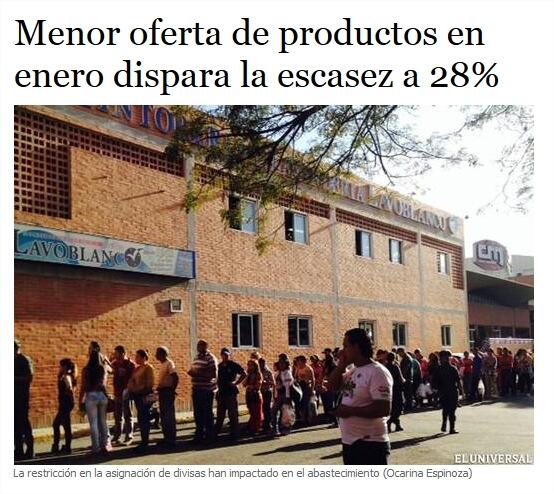 Menor oferta de productos en
enero dispara la escasez a 28%
LAVOBLANCO
LAVOBLANCO
EL UNIVERSAL
La restricción en la asignación de divisas han impactado en el abastecimiento (Ocarina Espinoza)